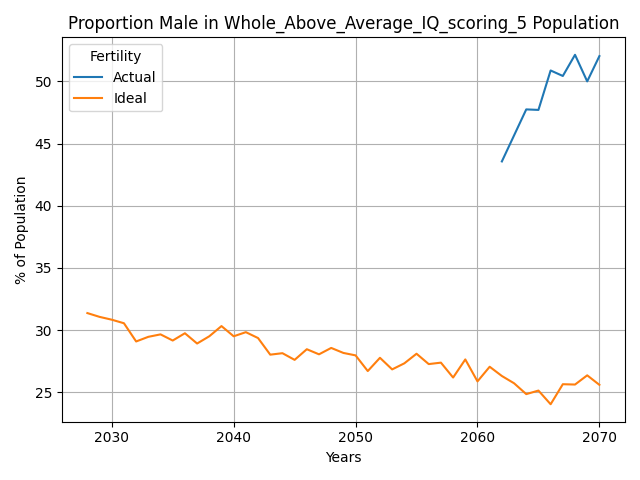 Proportion Male in Whole_Above_Average_IQ_scoring_5 Population
Fertility
Actual
Ideal
50
45
40
35
30
25
% of Population
2030 2040 2050 2060 2070
Years